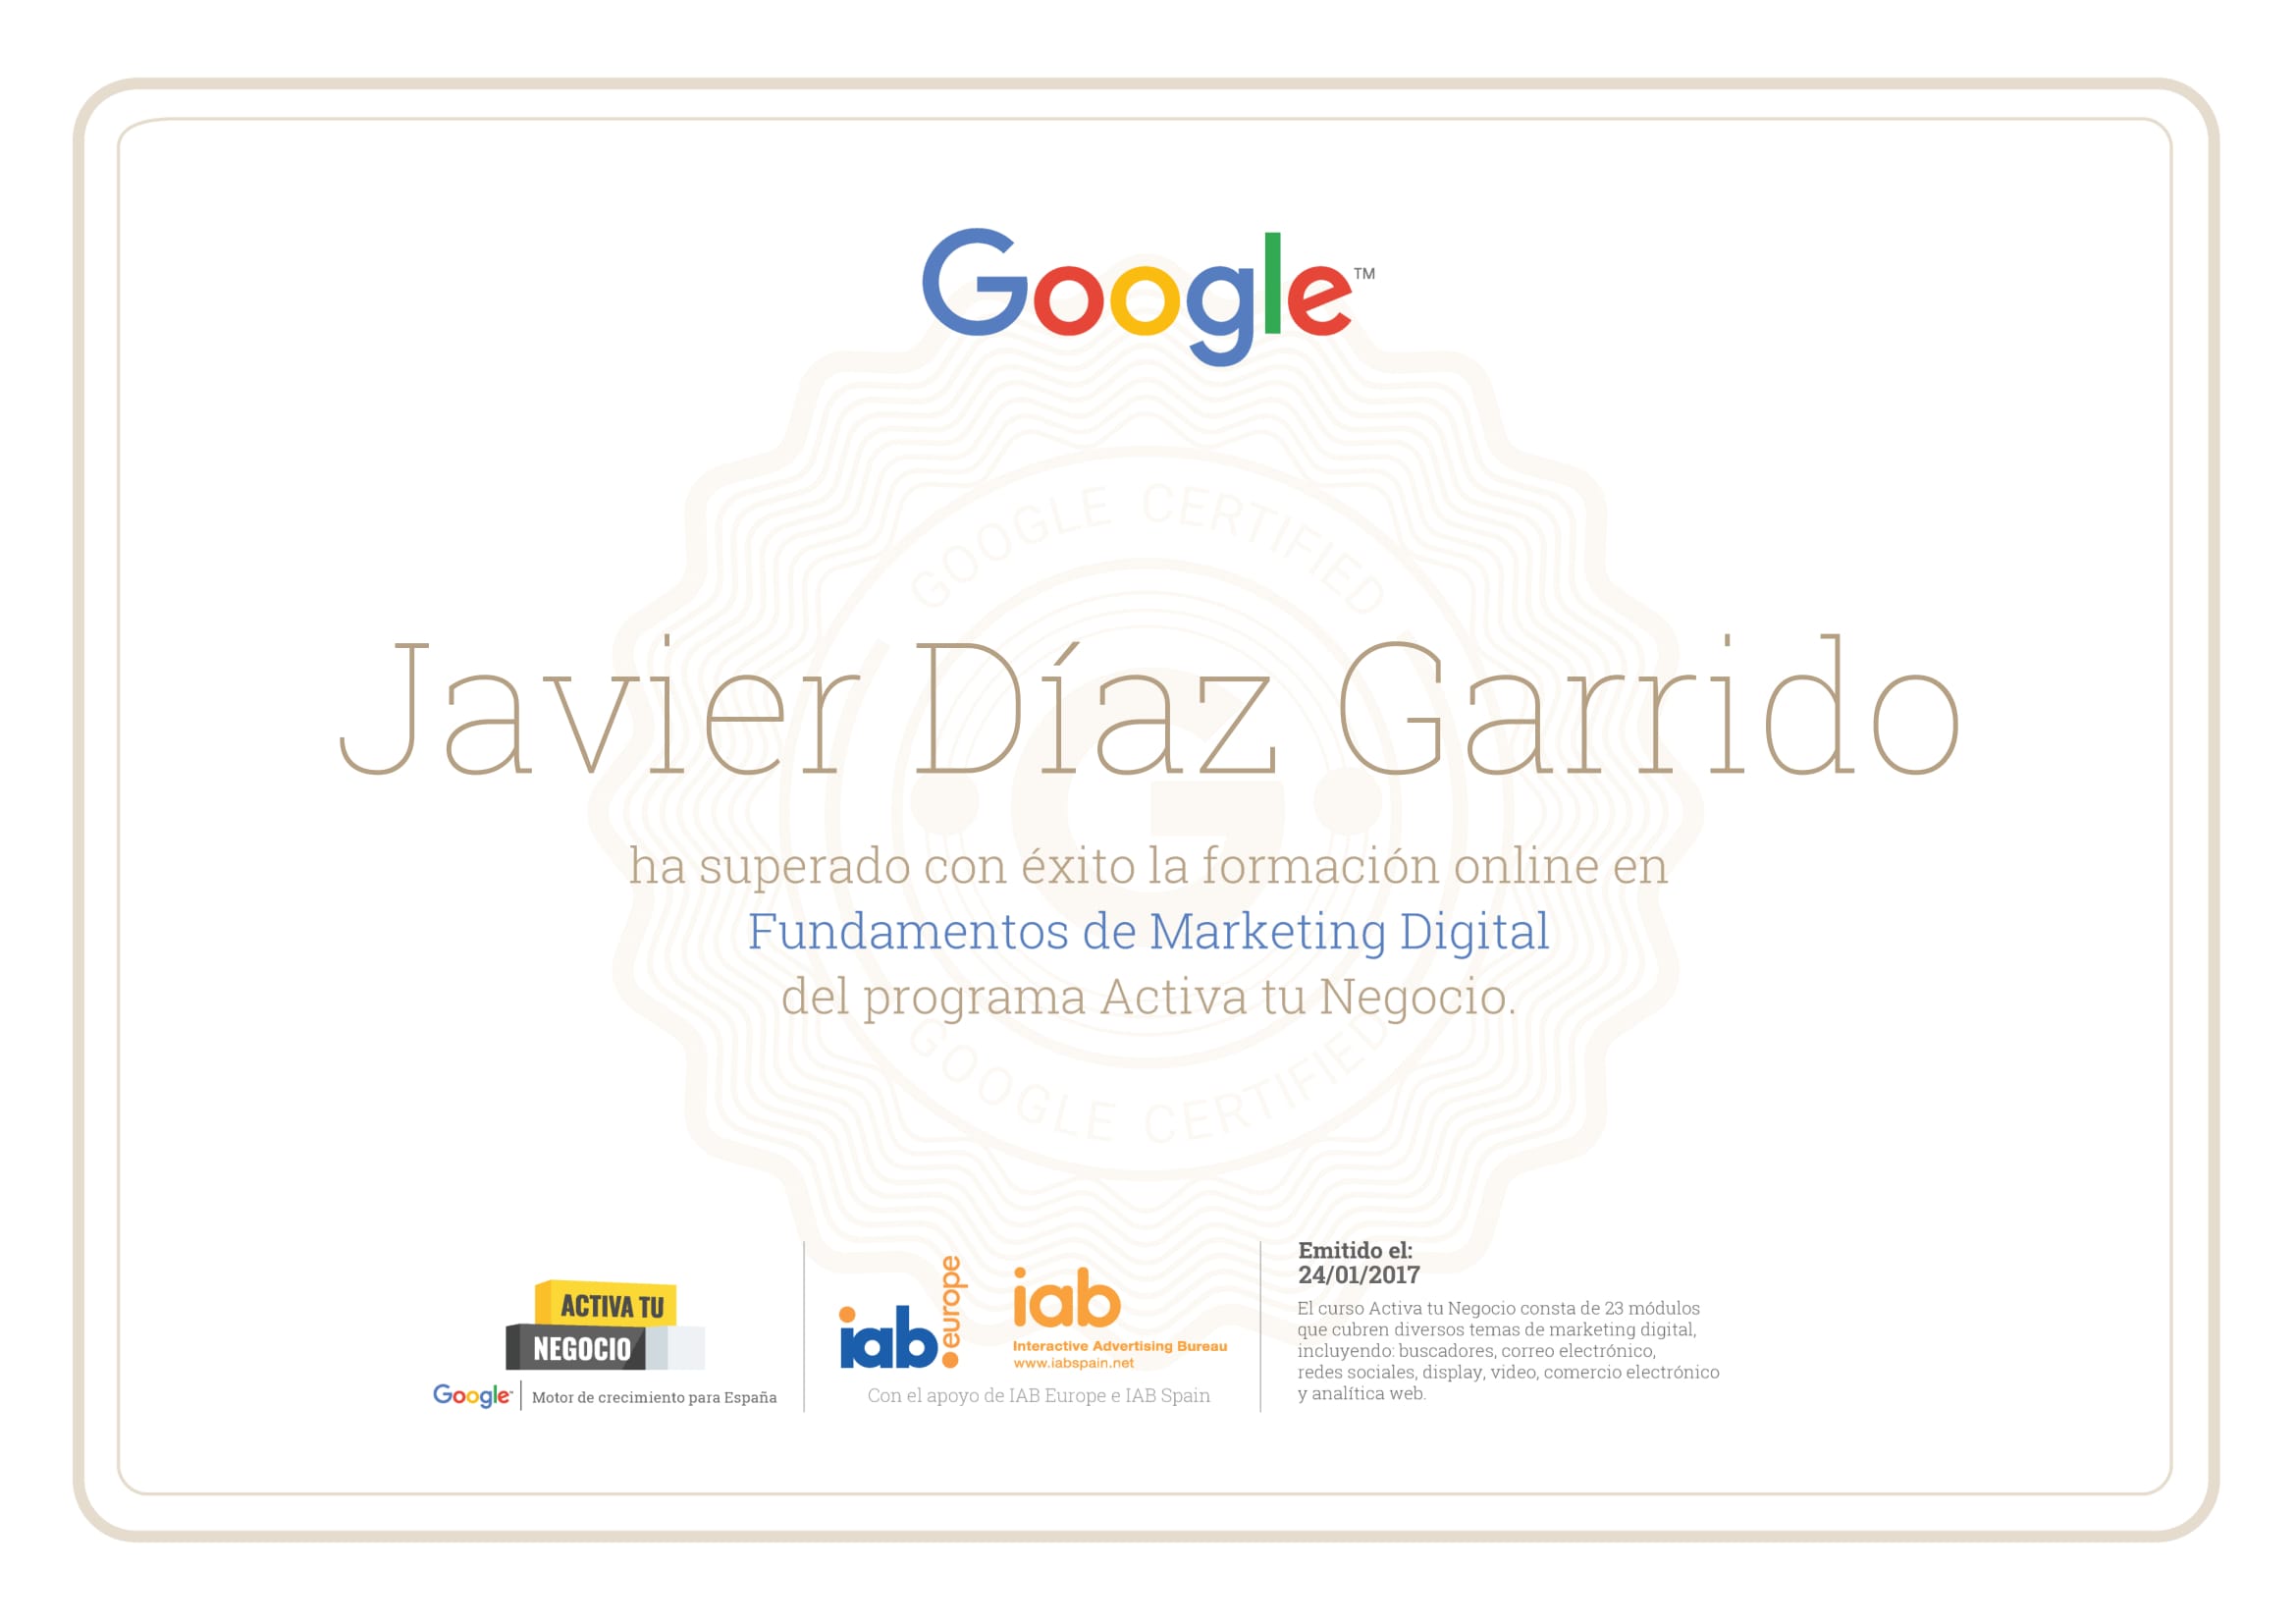 Google™
GOOGLE CERTIFIED
Javier Díaz Garrido
ha superado con éxito la formación online en
Fundamentos de Marketing Digital
del programa Activa tu Negocio.
GOOGLE CERTIFIED
ACTIVA TU
NEGOCIO
Google™ Motor de crecimiento para España
iab europe
iab
Interactive Advertising Bureau
www.iabspain.net
Con el apoyo de IAB Europe e IAB Spain
Emitido el:
24/01/2017
El curso Activa tu Negocio consta de 23 módulos
que cubren diversos temas de marketing digital,
incluyendo: buscadores, correo electrónico,
redes sociales, display, video, comercio electrónico
y analítica web.